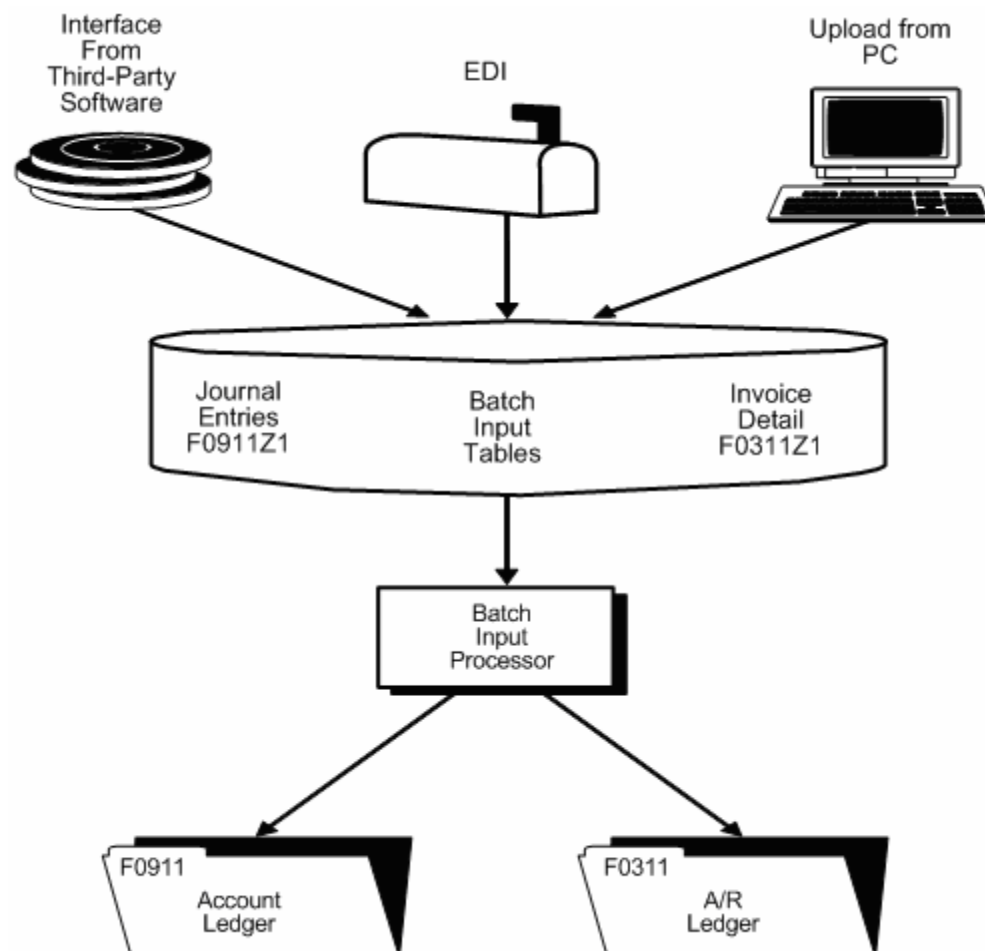 Interface
From
Third-Party
Software
EDI
Upload from
PC
Journal
Entries
F0911Z1
Batch
Input
Tables
Invoice
Detail
F0311Z1
Batch
Input
Processor
F0911
Account
Ledger
F0311
A/R
Ledger